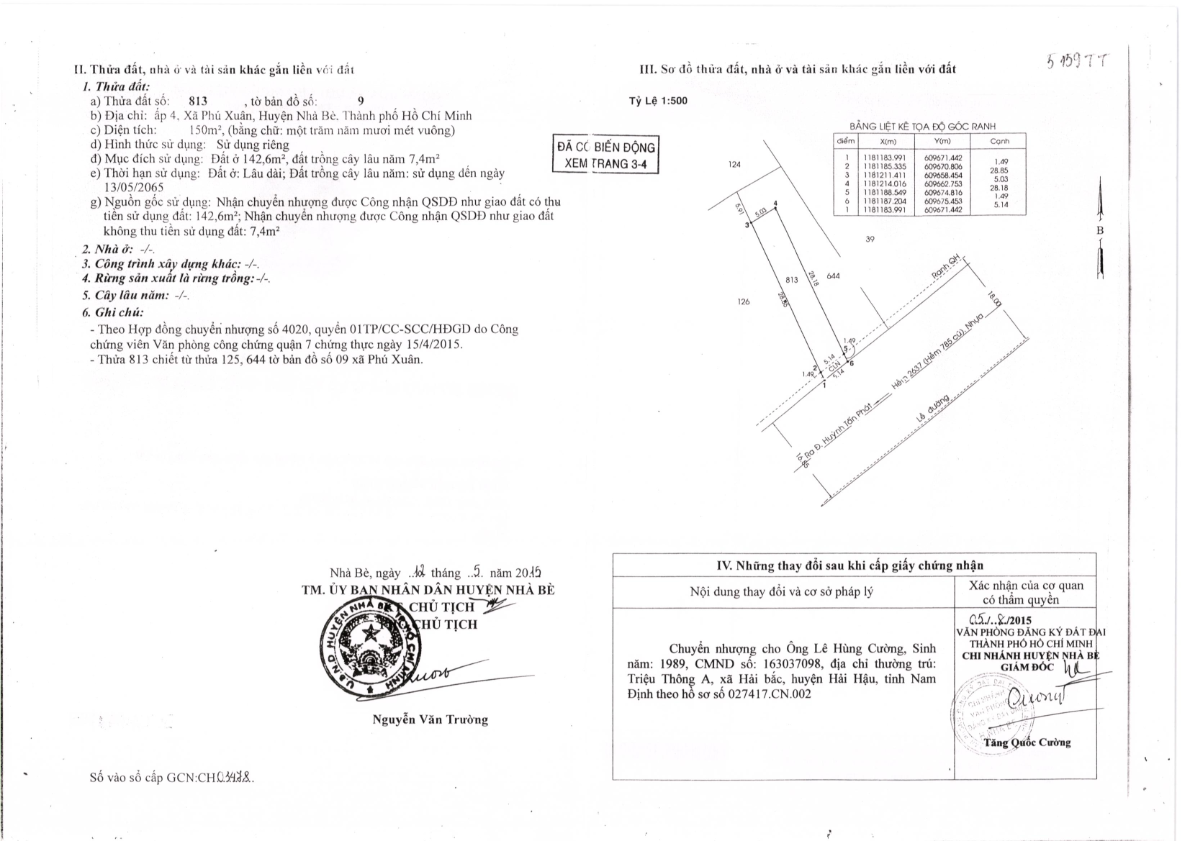 II. Thửa đất, nhà ở và tài sản khác gắn liền với đất
1. Thửa đất:
a) Thửa đất số: 813 , tờ bản đồ số: 9
b) Địa chỉ: ấp 4, Xã Phú Xuân, Huyện Nhà Bè, Thành phố Hồ Chí Minh
c) Diện tích: 150m², (bằng chữ: một trăm năm mươi mét vuông)
d) Hình thức sử dụng: Sử dụng riêng
đ) Mục đích sử dụng: Đất ở 142,6m², đất trồng cây lâu năm 7,4m²
e) Thời hạn sử dụng: Đất ở: Lâu dài; Đất trồng cây lâu năm: sử dụng đến ngày
13/05/2065
g) Nguồn gốc sử dụng: Nhận chuyển nhượng được Công nhận QSDĐ như giao đất có thu
tiền sử dụng đất: 142,6m²; Nhận chuyển nhượng được Công nhận QSDĐ như giao đất
không thu tiền sử dụng đất: 7,4m²
2. Nhà ở: -/-.
3. Công trình xây dựng khác: -/-.
4. Rừng sản xuất là rừng trồng: -/-.
5. Cây lâu năm: -/-.
6. Ghi chú:
- Theo Hợp đồng chuyển nhượng số 4020, quyển 01TP/CC-SCC/HĐGD do Công
chứng viên Văn phòng công chứng quận 7 chứng thực ngày 15/4/2015.
- Thửa 813 chiết từ thửa 125, 644 tờ bản đồ số 09 xã Phú Xuân.
ĐÃ CÓ BIẾN ĐỘNG
XEM TRANG 3-4
Nhà Bè, ngày ..12 tháng ..5. năm 2015
TM. ỦY BAN NHÂN DÂN HUYỆN NHÀ BÈ
CHỦ TỊCH
CHỦ TỊCH
U.B.N.D HUYỆN NHÀ BÈ T.P HỒ CHÍ MINH
Nguyễn Văn Trường
Số vào sổ cấp GCN:CH
III. Sơ đồ thửa đất, nhà ở và tài sản khác gắn liền với đất
Tỷ Lệ 1:500
BẢNG LIỆT KÊ TỌA ĐỘ GÓC RANH
điểm X(m) Y(m) Cạnh
1 1181183.991 609671.442
1.49
2 1181185.335 609670.806
28.85
3 1181211.411 609658.454
5.03
4 1181214.016 609662.753
28.18
5 1181188.549 609674.816
1.49
6 1181187.204 609675.453
5.14
1 1181183.991 609671.442
B
124
5.91
5.03
3
4
39
813
644
126
28.85
28.18
Ranh QH
18.00
1.49
5.14
1.49
2
5
CLN
5.14
1
6
Ra Đ. Huỳnh Tấn Phát
Hẻm 2637 (Hẻm 785 cũ) Nhựa
Lề đường
IV. Những thay đổi sau khi cấp giấy chứng nhận
Nội dung thay đổi và cơ sở pháp lý
Xác nhận của cơ quan
có thẩm quyền
Chuyển nhượng cho Ông Lê Hùng Cường, Sinh
năm: 1989, CMND số: 163037098, địa chỉ thường trú:
Triệu Thông A, xã Hải bắc, huyện Hải Hậu, tỉnh Nam
Định theo hồ sơ số 027417.CN.002
05./..8./2015
VĂN PHÒNG ĐĂNG KÝ ĐẤT ĐAI
THÀNH PHỐ HỒ CHÍ MINH
CHI NHÁNH HUYỆN NHÀ BÈ
GIÁM ĐỐC
Tăng Quốc Cường